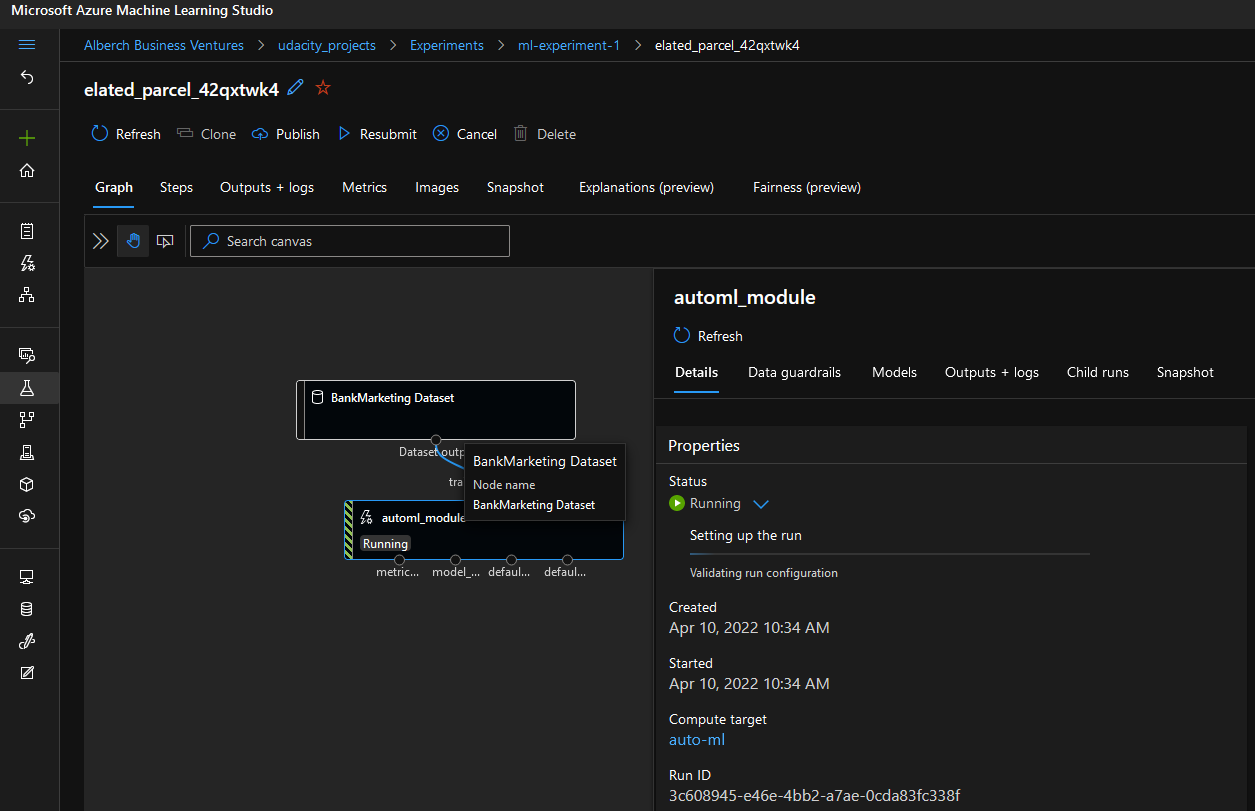 Microsoft Azure Machine Learning Studio
Alberch Business Ventures > udacity_projects > Experiments > ml-experiment-1 > elated_parcel_42qxtwk4
elated_parcel_42qxtwk4
Refresh Clone Publish Resubmit Cancel Delete
Graph Steps Outputs + logs Metrics Images Snapshot Explanations (preview) Fairness (preview)
Search canvas
BankMarketing Dataset
Dataset outp
tra
BankMarketing Dataset
Node name
BankMarketing Dataset
automl_module
Running
metric... model_... defaul... defaul...
automl_module
Refresh
Details Data guardrails Models Outputs + logs Child runs Snapshot
Properties
Status
Running
Setting up the run
Validating run configuration
Created
Apr 10, 2022 10:34 AM
Started
Apr 10, 2022 10:34 AM
Compute target
auto-ml
Run ID
3c608945-e46e-4bb2-a7ae-0cda83fc338f